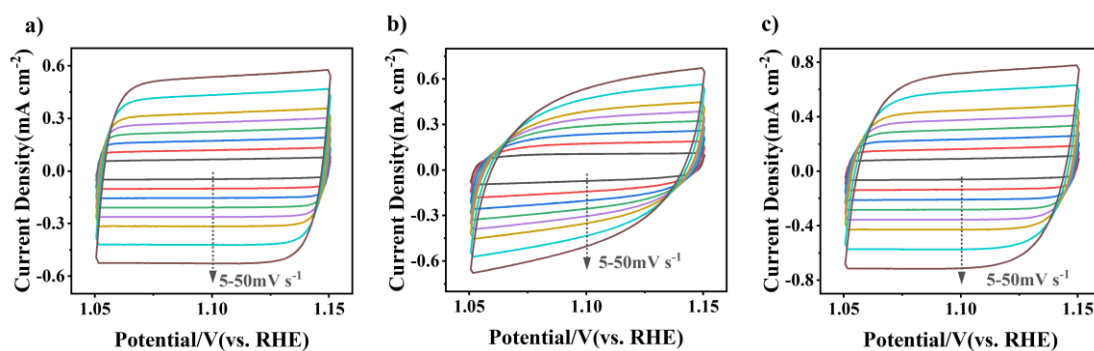 a)
Current Density(mA cm⁻²)
0.6
0.3
0.0
-0.3
-0.6
5-50mV s⁻¹
1.05
1.10
1.15
Potential/V(vs. RHE)
b)
Current Density(mA cm⁻²)
0.6
0.3
0.0
-0.3
-0.6
5-50mV s⁻¹
1.05
1.10
1.15
Potential/V(vs. RHE)
c)
Current Density(mA cm⁻²)
0.8
0.4
0.0
-0.4
-0.8
5-50mV s⁻¹
1.05
1.10
1.15
Potential/V(vs. RHE)